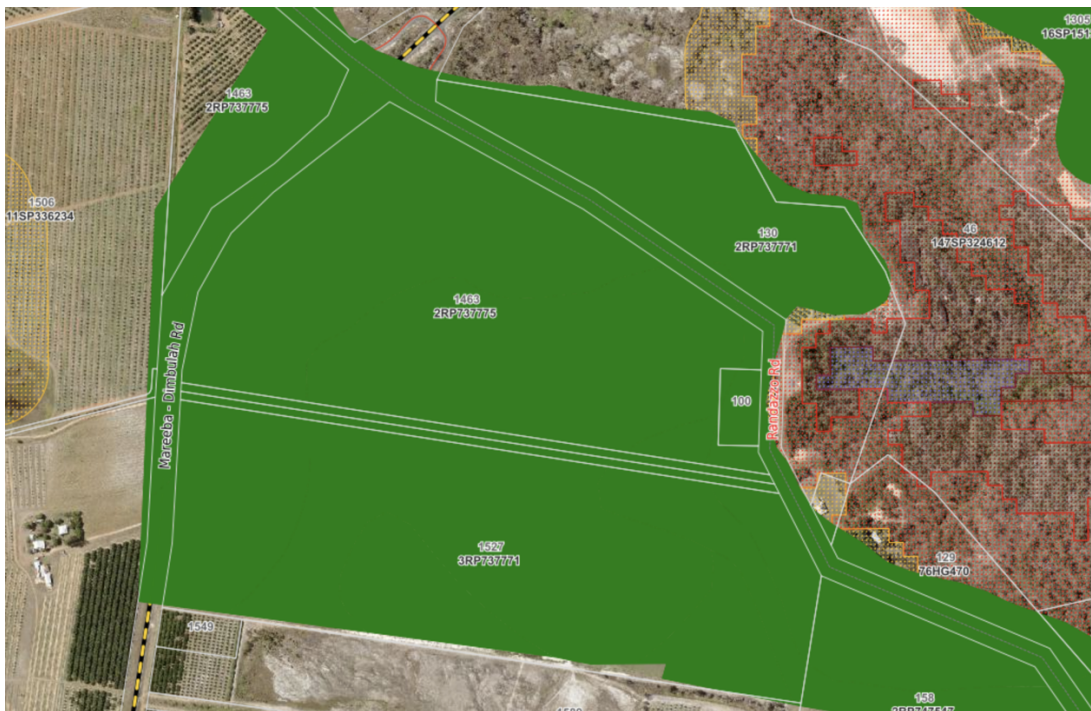 1305
16SP151
1463
2RP737775
1506
11SP336234
130
2RP737771
46
147SP324612
1463
2RP737775
Mareeba - Dimbulah Rd
100
Randazzo Rd
1527
3RP737771
129
76HG470
1549
158